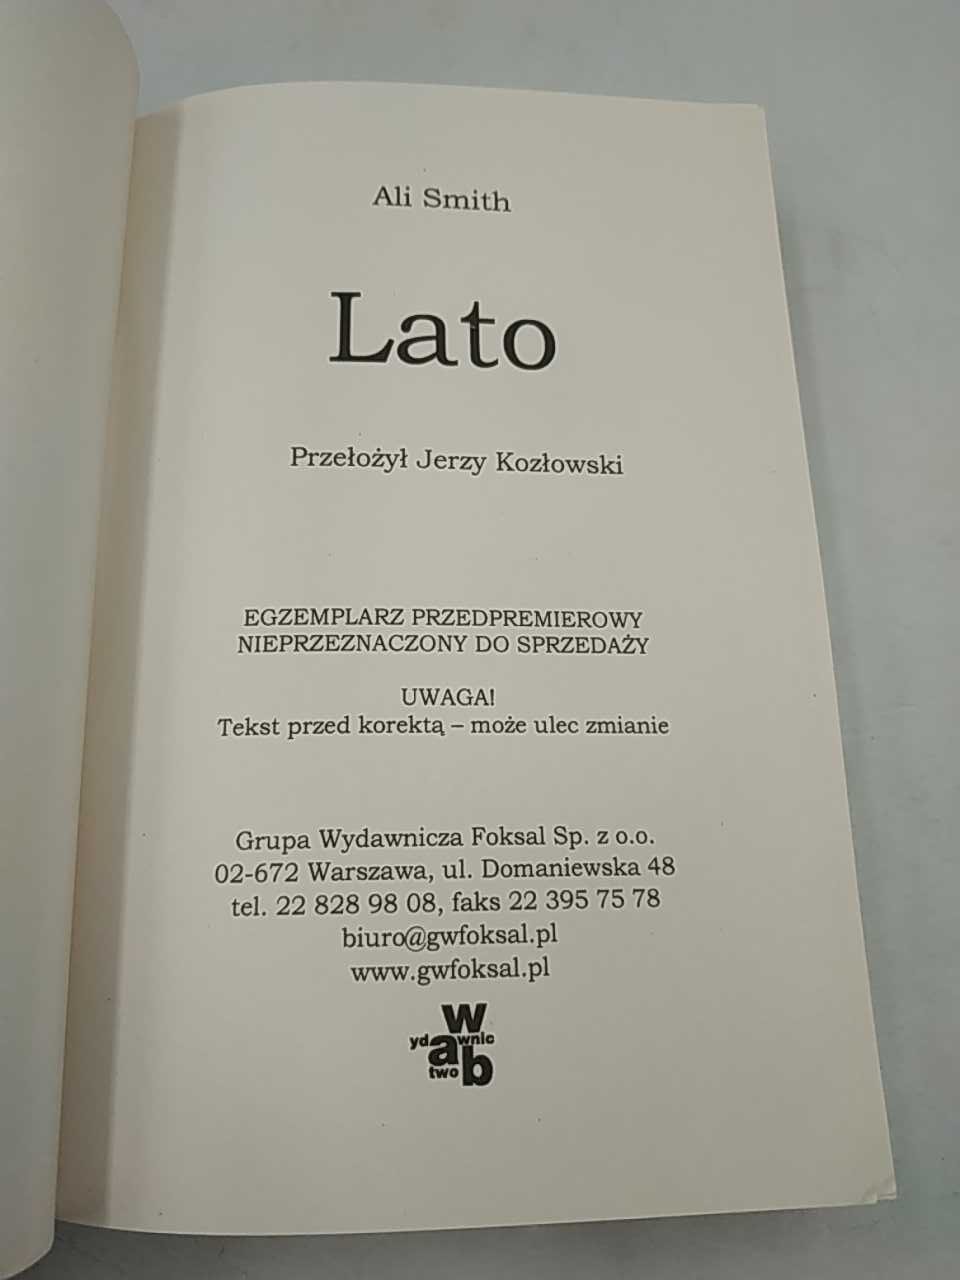 Ali Smith
Lato
Przełożył Jerzy Kozłowski
EGZEMPLARZ PRZEDPREMIEROWY
NIEPRZEZNACZONY DO SPRZEDAŻY
UWAGA!
Tekst przed korektą – może ulec zmianie
Grupa Wydawnicza Foksal Sp. z o.o.
02-672 Warszawa, ul. Domaniewska 48
tel. 22 828 98 08, faks 22 395 75 78
biuro@gwfoksal.pl
www.gwfoksal.pl
w
ydawnic
two b